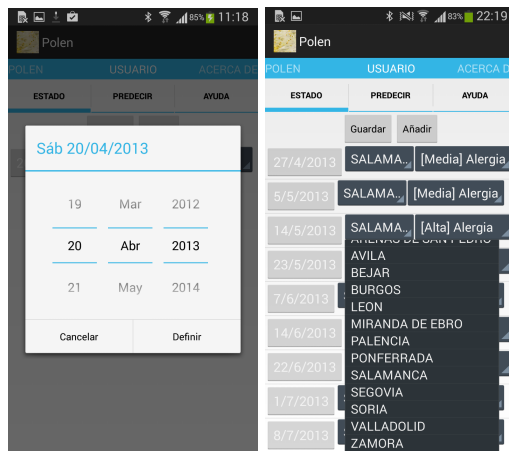 85% 11:18
Polen
POLEN USUARIO ACERCA DE
ESTADO PREDECIR AYUDA
Sáb 20/04/2013
19 Mar 2012
20 Abr 2013
21 May 2014
Cancelar Definir
83% 22:19
Polen
POLEN USUARIO ACERCA D
ESTADO PREDECIR AYUDA
Guardar Añadir
27/4/2013 SALAMA.. [Media] Alergia
5/5/2013 SALAMA.. [Media] Alergia
14/5/2013 SALAMA.. [Alta] Alergia
ARENAS DE SAN PEDRO
23/5/2013 AVILA
BEJAR
7/6/2013 BURGOS
LEON
14/6/2013 MIRANDA DE EBRO
PALENCIA
22/6/2013 PONFERRADA
SALAMANCA
1/7/2013 SEGOVIA
SORIA
8/7/2013 VALLADOLID
ZAMORA